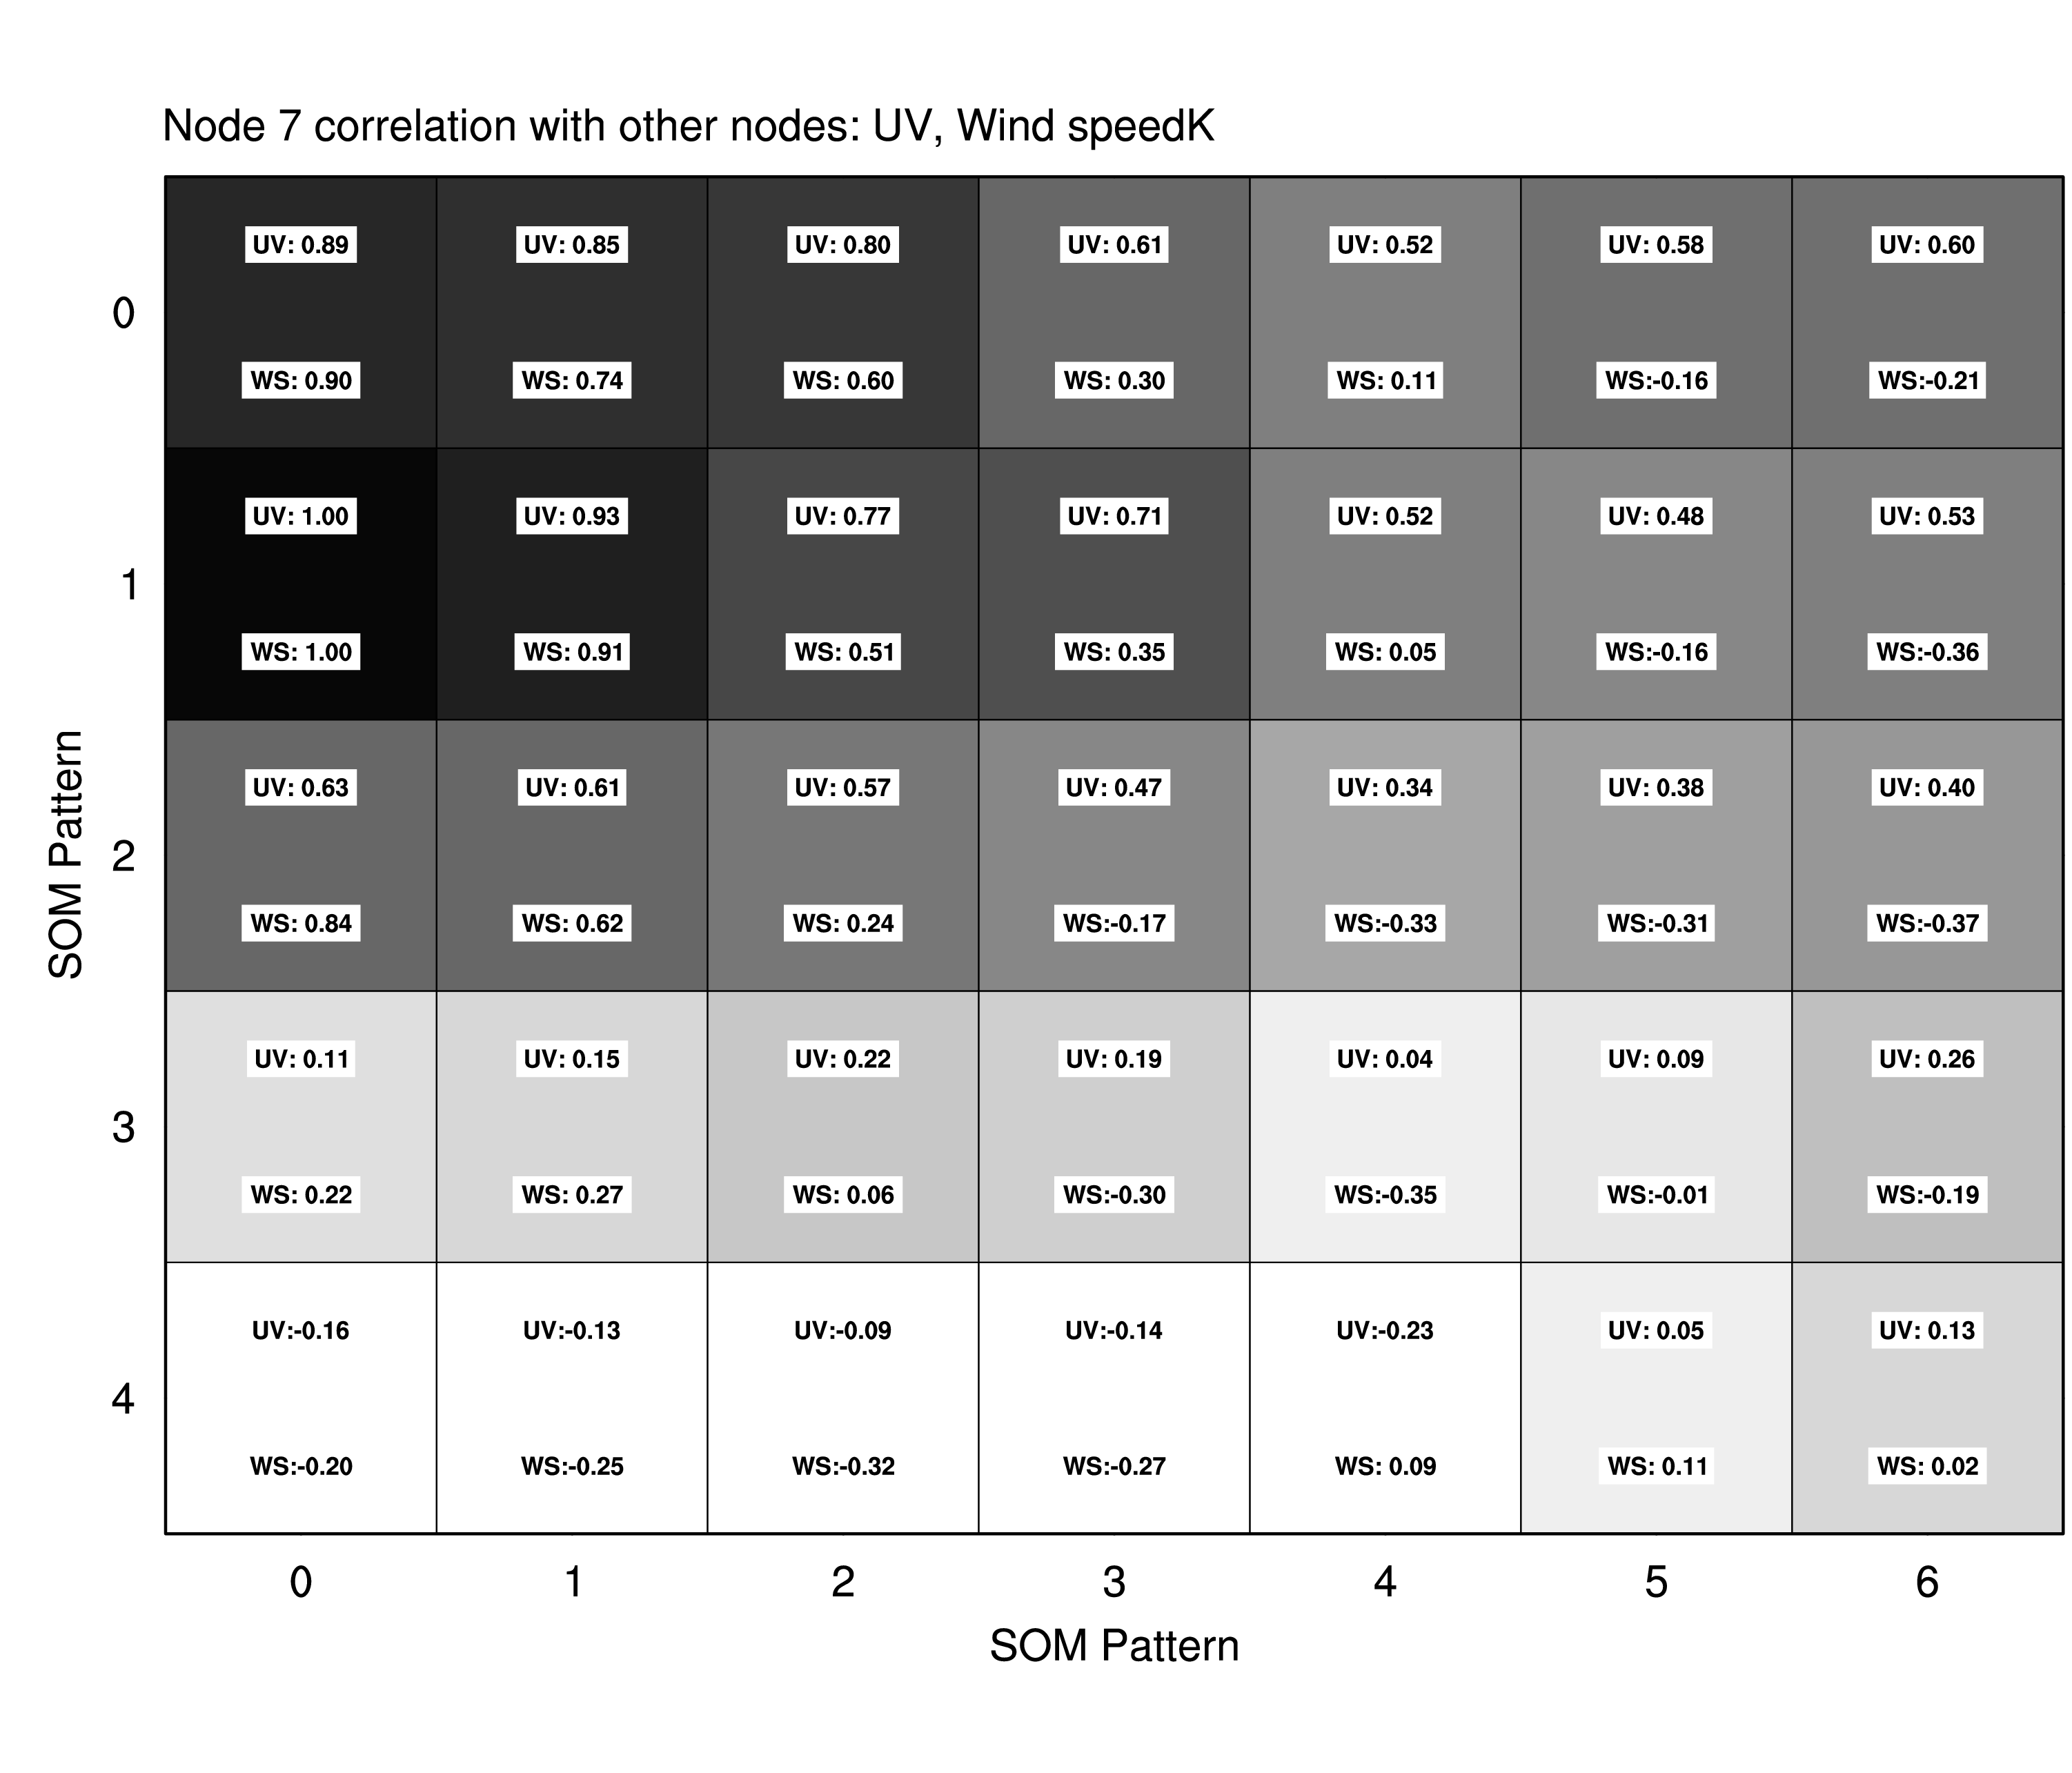 Node 7 correlation with other nodes: UV, Wind speedK
UV: 0.89 UV: 0.85 UV: 0.80 UV: 0.61 UV: 0.52 UV: 0.58 UV: 0.60
0
WS: 0.90 WS: 0.74 WS: 0.60 WS: 0.30 WS: 0.11 WS:-0.16 WS:-0.21
UV: 1.00 UV: 0.93 UV: 0.77 UV: 0.71 UV: 0.52 UV: 0.48 UV: 0.53
1
WS: 1.00 WS: 0.91 WS: 0.51 WS: 0.35 WS: 0.05 WS:-0.16 WS:-0.36
SOM Pattern
UV: 0.63 UV: 0.61 UV: 0.57 UV: 0.47 UV: 0.34 UV: 0.38 UV: 0.40
2
WS: 0.84 WS: 0.62 WS: 0.24 WS:-0.17 WS:-0.33 WS:-0.31 WS:-0.37
UV: 0.11 UV: 0.15 UV: 0.22 UV: 0.19 UV: 0.04 UV: 0.09 UV: 0.26
3
WS: 0.22 WS: 0.27 WS: 0.06 WS:-0.30 WS:-0.35 WS:-0.01 WS:-0.19
UV:-0.16 UV:-0.13 UV:-0.09 UV:-0.14 UV:-0.23 UV: 0.05 UV: 0.13
4
WS:-0.20 WS:-0.25 WS:-0.32 WS:-0.27 WS: 0.09 WS: 0.11 WS: 0.02
0 1 2 3 4 5 6
SOM Pattern